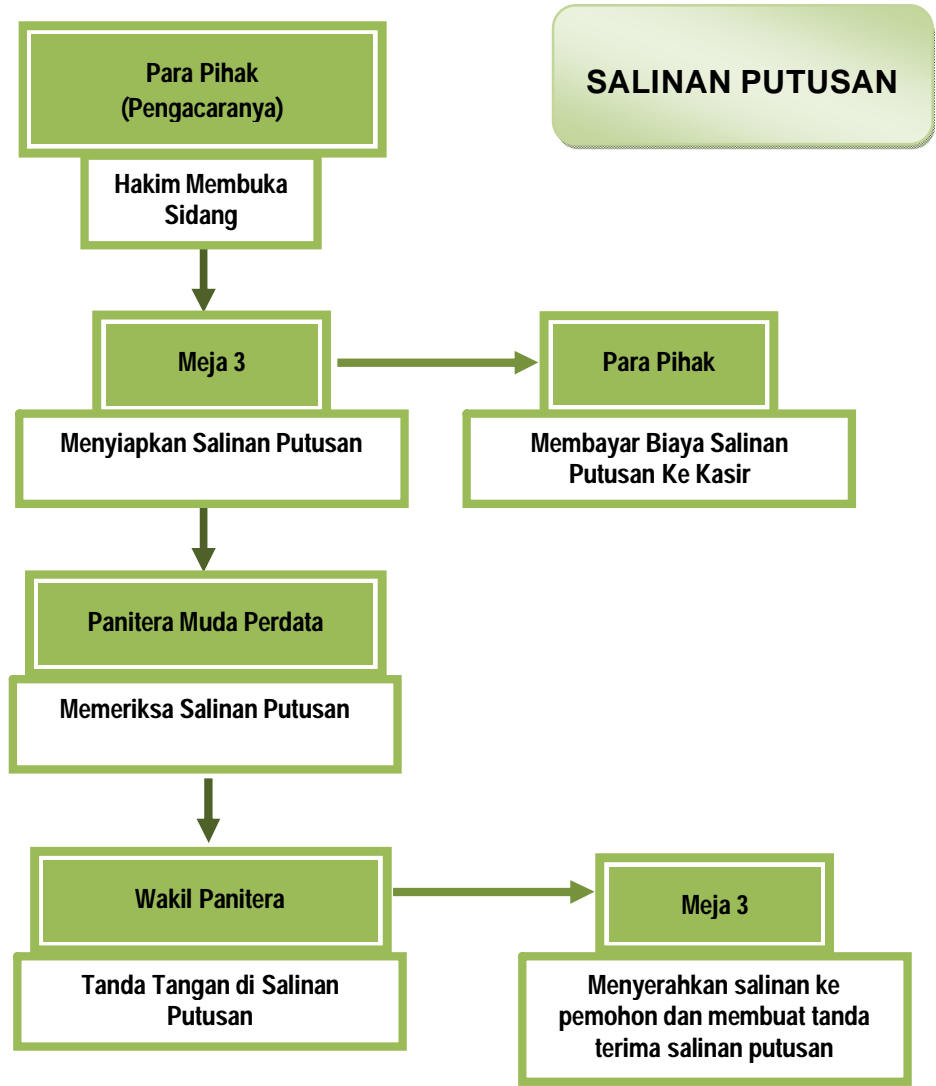 SALINAN PUTUSAN
Para Pihak
(Pengacaranya)
Hakim Membuka
Sidang
Meja 3
Menyiapkan Salinan Putusan
Para Pihak
Membayar Biaya Salinan
Putusan Ke Kasir
Panitera Muda Perdata
Memeriksa Salinan Putusan
Wakil Panitera
Tanda Tangan di Salinan
Putusan
Meja 3
Menyerahkan salinan ke
pemohon dan membuat tanda
terima salinan putusan